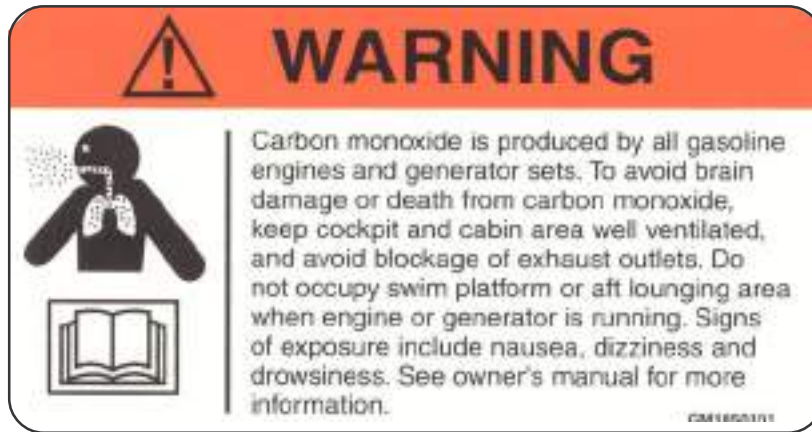 WARNING
Carbon monoxide is produced by all gasoline
engines and generator sets. To avoid brain
damage or death from carbon monoxide,
keep cockpit and cabin area well ventilated,
and avoid blockage of exhaust outlets. Do
not occupy swim platform or aft lounging area
when engine or generator is running. Signs
of exposure include nausea, dizziness and
drowsiness. See owner's manual for more
information.